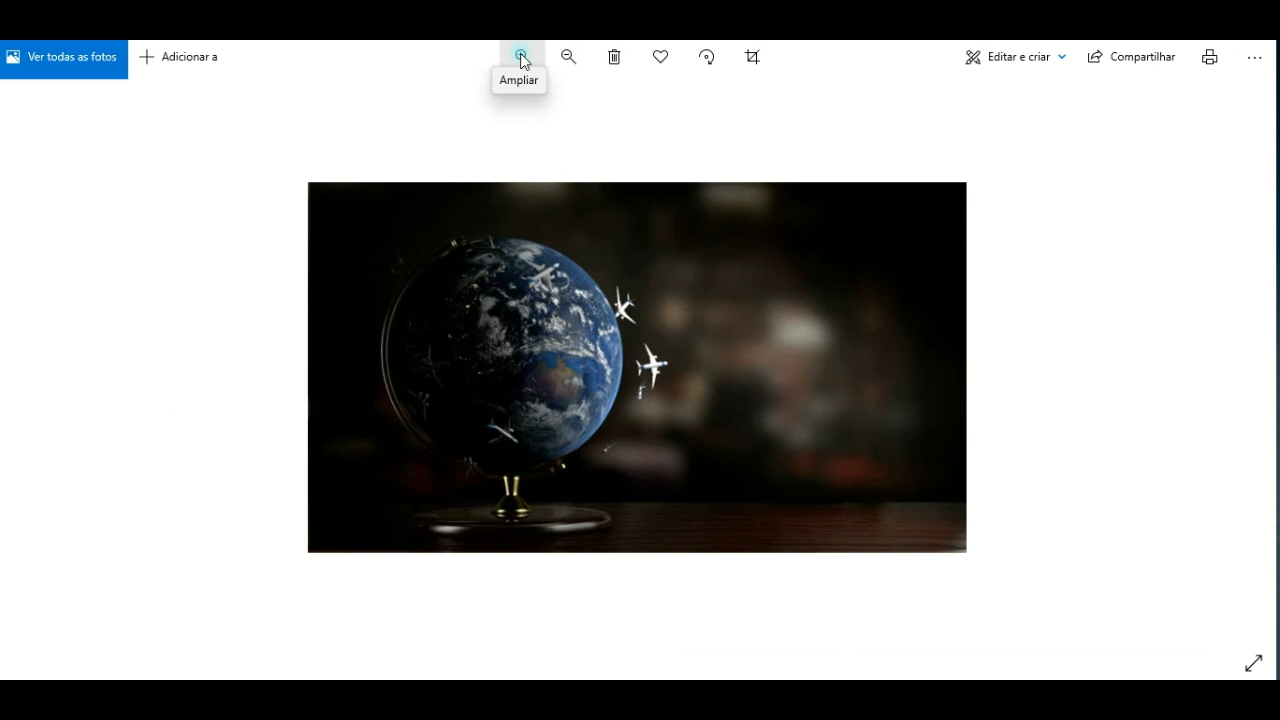 Ver todas as fotos
Adicionar a
Editar e criar
Compartilhar
Ampliar